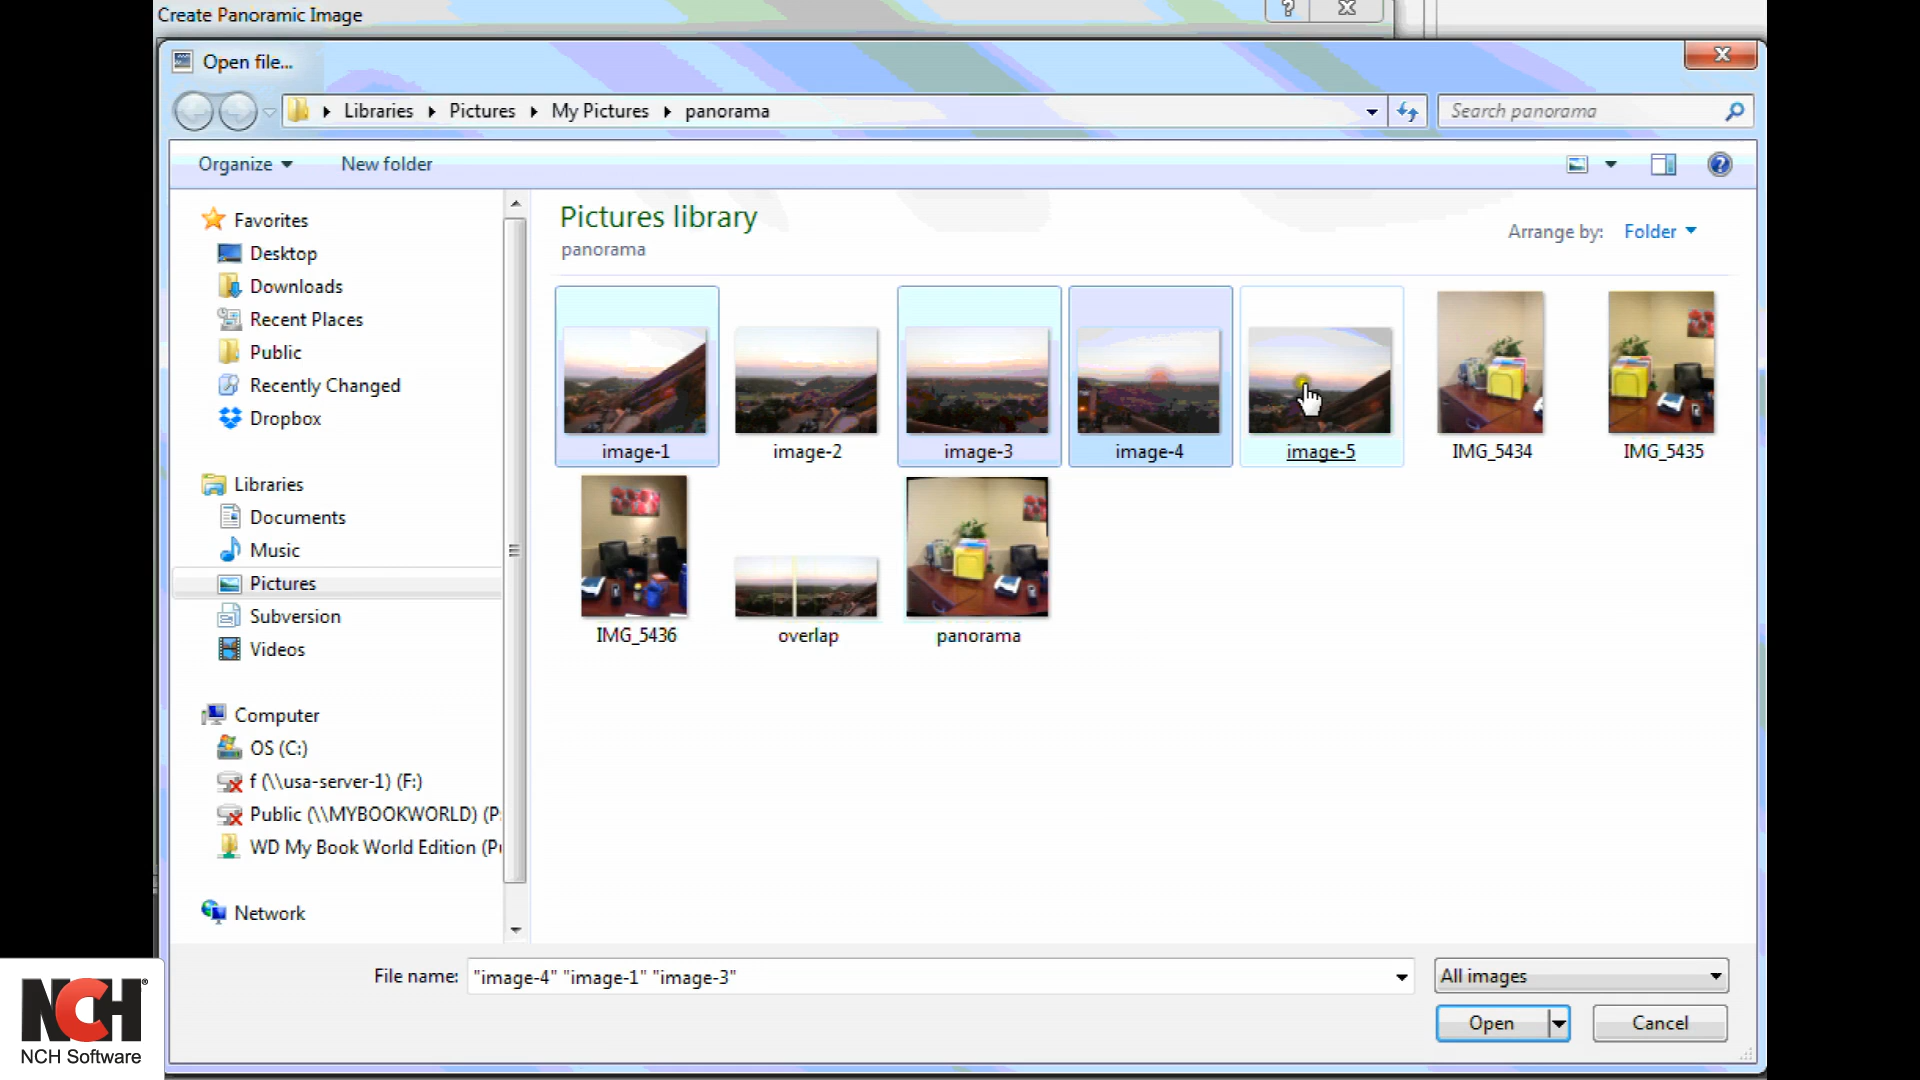 Create Panoramic Image
?
Open file...
Libraries Pictures My Pictures panorama
Search panorama
Organize
New folder
?
Favorites
Desktop
Downloads
Recent Places
Public
Recently Changed
Dropbox
Libraries
Documents
Music
Pictures
Subversion
Videos
Computer
OS (C:)
f (\\usa-server-1) (F:)
Public (\\MYBOOKWORLD) (P:
WD My Book World Edition (P
Network
Pictures library
panorama
Arrange by: Folder
image-1
image-2
image-3
image-4
image-5
IMG_5434
IMG_5435
IMG_5436
overlap
panorama
File name: "image-4" "image-1" "image-3"
All images
Open
Cancel
NCH®
NCH Software